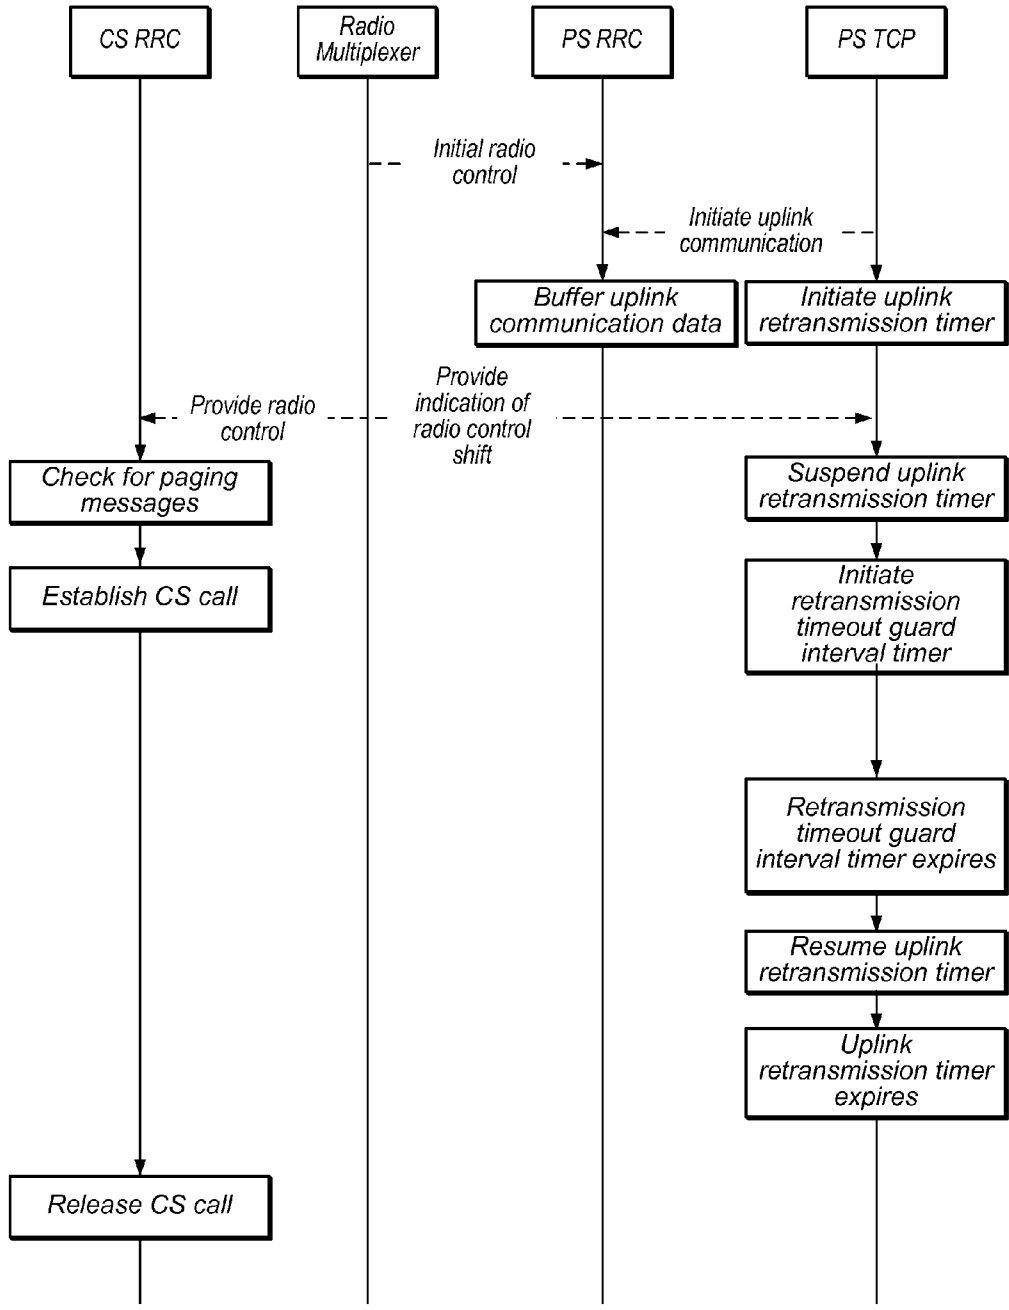 CS RRC
Radio
Multiplexer
PS RRC
PS TCP
Initial radio
control
Initiate uplink
communication
Buffer uplink
communication data
Initiate uplink
retransmission timer
Provide radio
control
Provide
indication of
radio control
shift
Check for paging
messages
Suspend uplink
retransmission timer
Establish CS call
Initiate
retransmission
timeout guard
interval timer
Retransmission
timeout guard
interval timer expires
Resume uplink
retransmission timer
Uplink
retransmission timer
expires
Release CS call